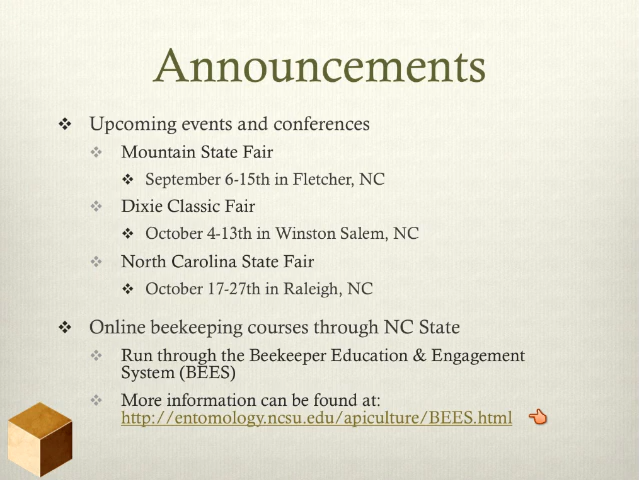 Announcements
Upcoming events and conferences
Mountain State Fair
September 6-15th in Fletcher, NC
Dixie Classic Fair
October 4-13th in Winston Salem, NC
North Carolina State Fair
October 17-27th in Raleigh, NC
Online beekeeping courses through NC State
Run through the Beekeeper Education & Engagement
System (BEES)
More information can be found at:
http://entomology.ncsu.edu/apiculture/BEES.html